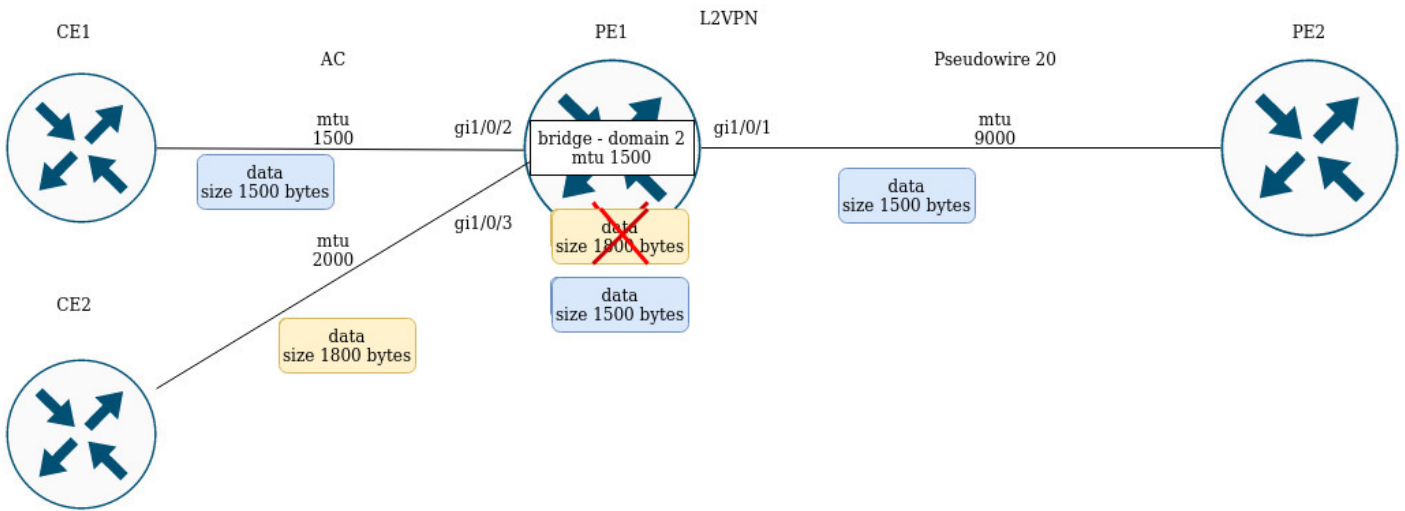 L2VPN
CE1
PE1
PE2
AC
Pseudowire 20
mtu
1500
gi1/0/2
bridge - domain 2
mtu 1500
gi1/0/1
mtu
9000
data
size 1500 bytes
data
size 1500 bytes
gi1/0/3
data
size 1800 bytes
mtu
2000
data
size 1500 bytes
CE2
data
size 1800 bytes